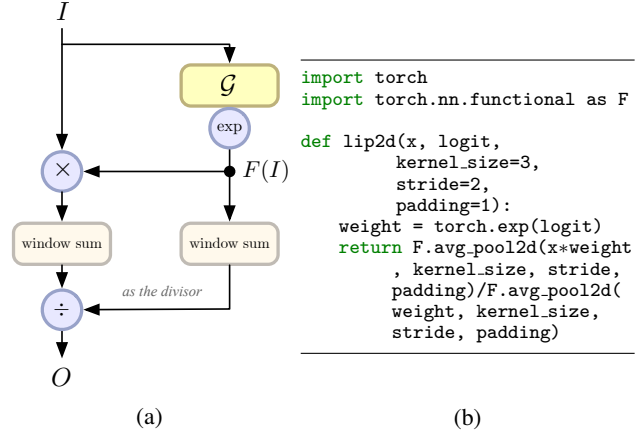 I
𝒢
exp
×
F(I)
window sum
window sum
as the divisor
÷
O
(a)
import torch
import torch.nn.functional as F
def lip2d(x, logit,
kernel_size=3,
stride=2,
padding=1):
weight = torch.exp(logit)
return F.avg_pool2d(x*weight
, kernel_size, stride,
padding)/F.avg_pool2d(
weight, kernel_size,
stride, padding)
(b)